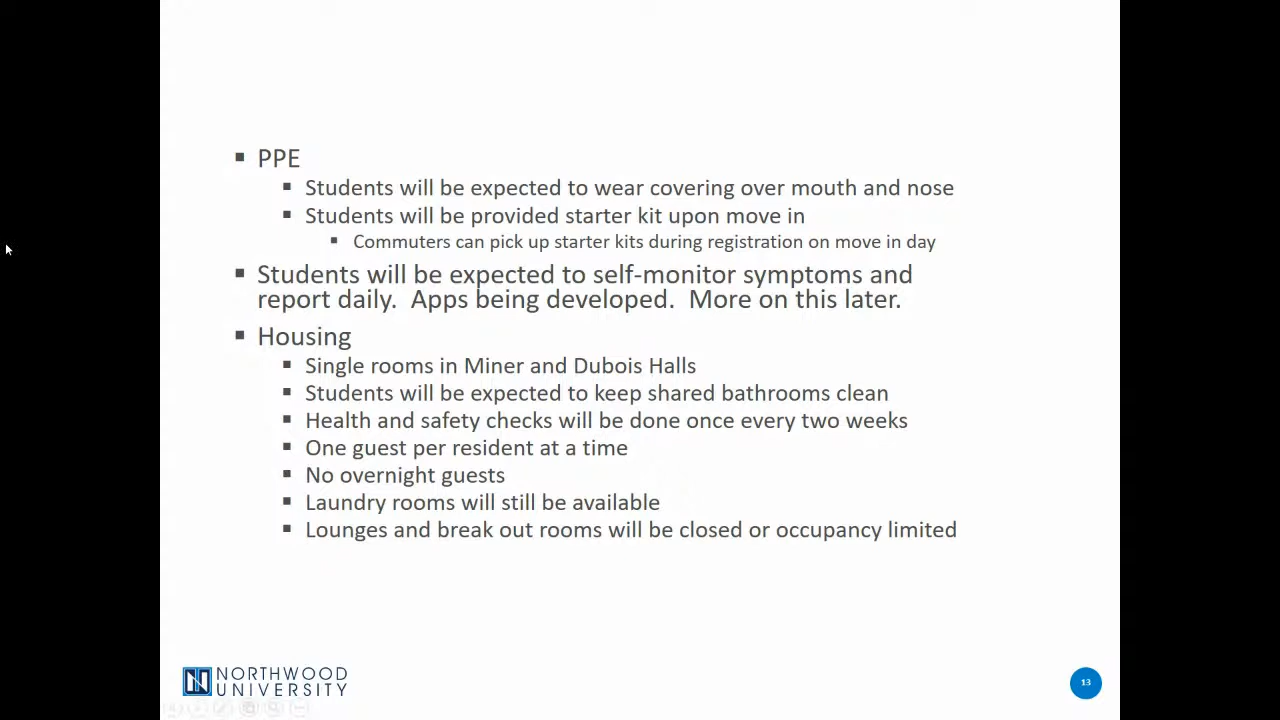 ▪ PPE
▪ Students will be expected to wear covering over mouth and nose
▪ Students will be provided starter kit upon move in
▪ Commuters can pick up starter kits during registration on move in day
▪ Students will be expected to self-monitor symptoms and
report daily.  Apps being developed.  More on this later.
▪ Housing
▪ Single rooms in Miner and Dubois Halls
▪ Students will be expected to keep shared bathrooms clean
▪ Health and safety checks will be done once every two weeks
▪ One guest per resident at a time
▪ No overnight guests
▪ Laundry rooms will still be available
▪ Lounges and break out rooms will be closed or occupancy limited
NORTHWOOD
UNIVERSITY
13